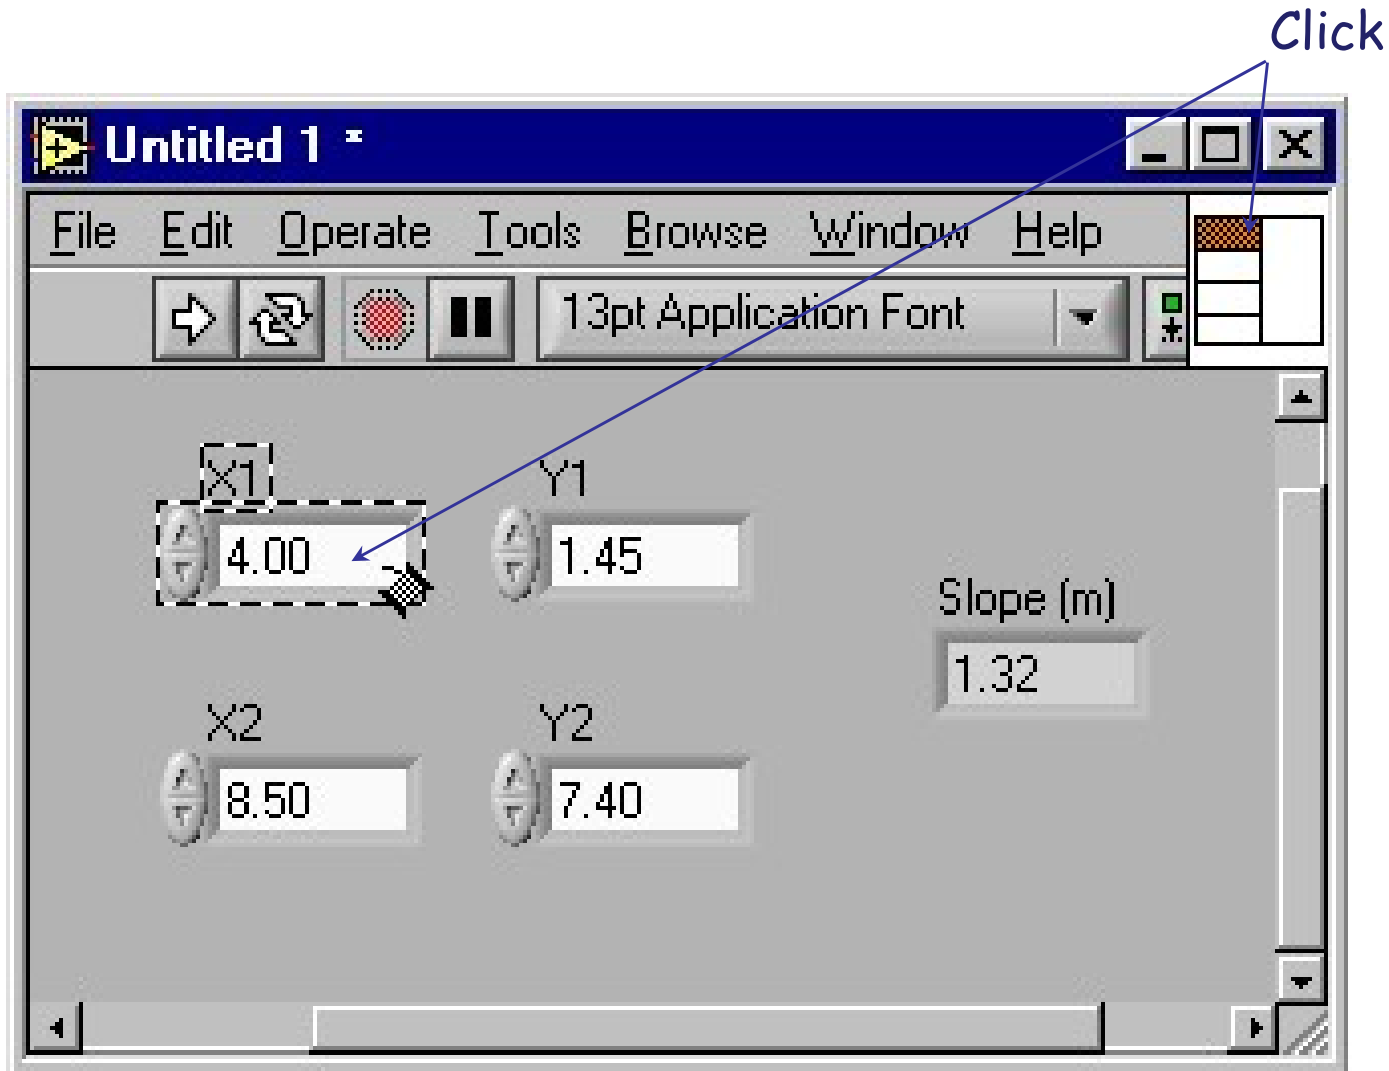 Click
Untitled 1 *
File Edit Operate Tools Browse Window Help
13pt Application Font
X1 Y1
4.00 1.45
Slope (m)
1.32
X2 Y2
8.50 7.40